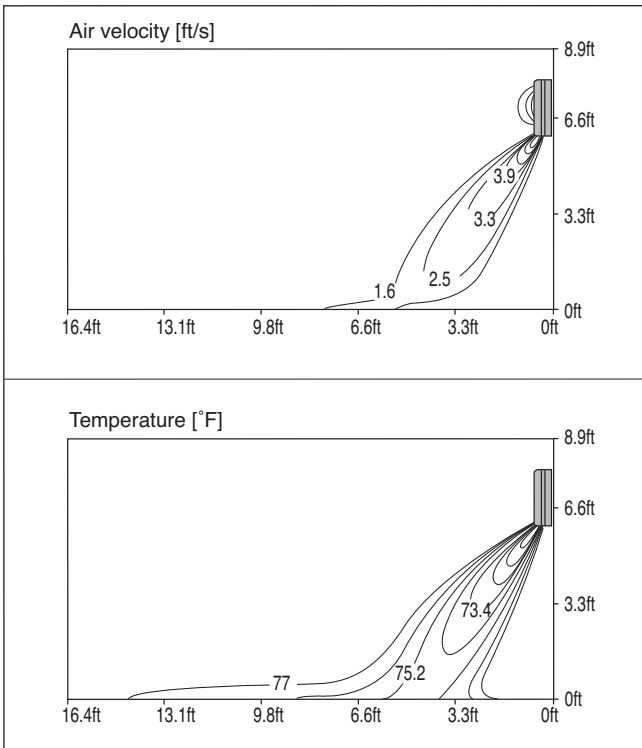 Air velocity [ft/s]
8.9ft
6.6ft
3.9
3.3ft
3.3
2.5
1.6
0ft
16.4ft 13.1ft 9.8ft 6.6ft 3.3ft 0ft
Temperature [˚F]
8.9ft
6.6ft
3.3ft
73.4
75.2
77
0ft
16.4ft 13.1ft 9.8ft 6.6ft 3.3ft 0ft